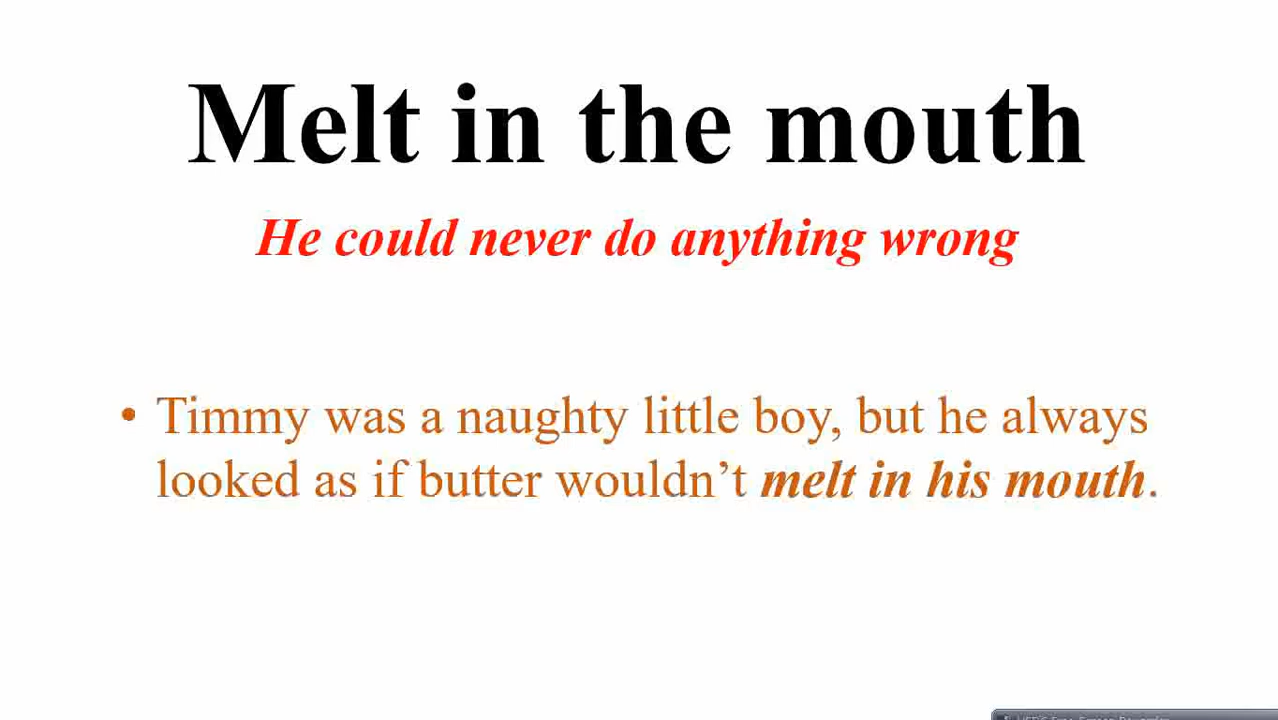 Melt in the mouth
He could never do anything wrong
• Timmy was a naughty little boy, but he always
looked as if butter wouldn’t melt in his mouth.